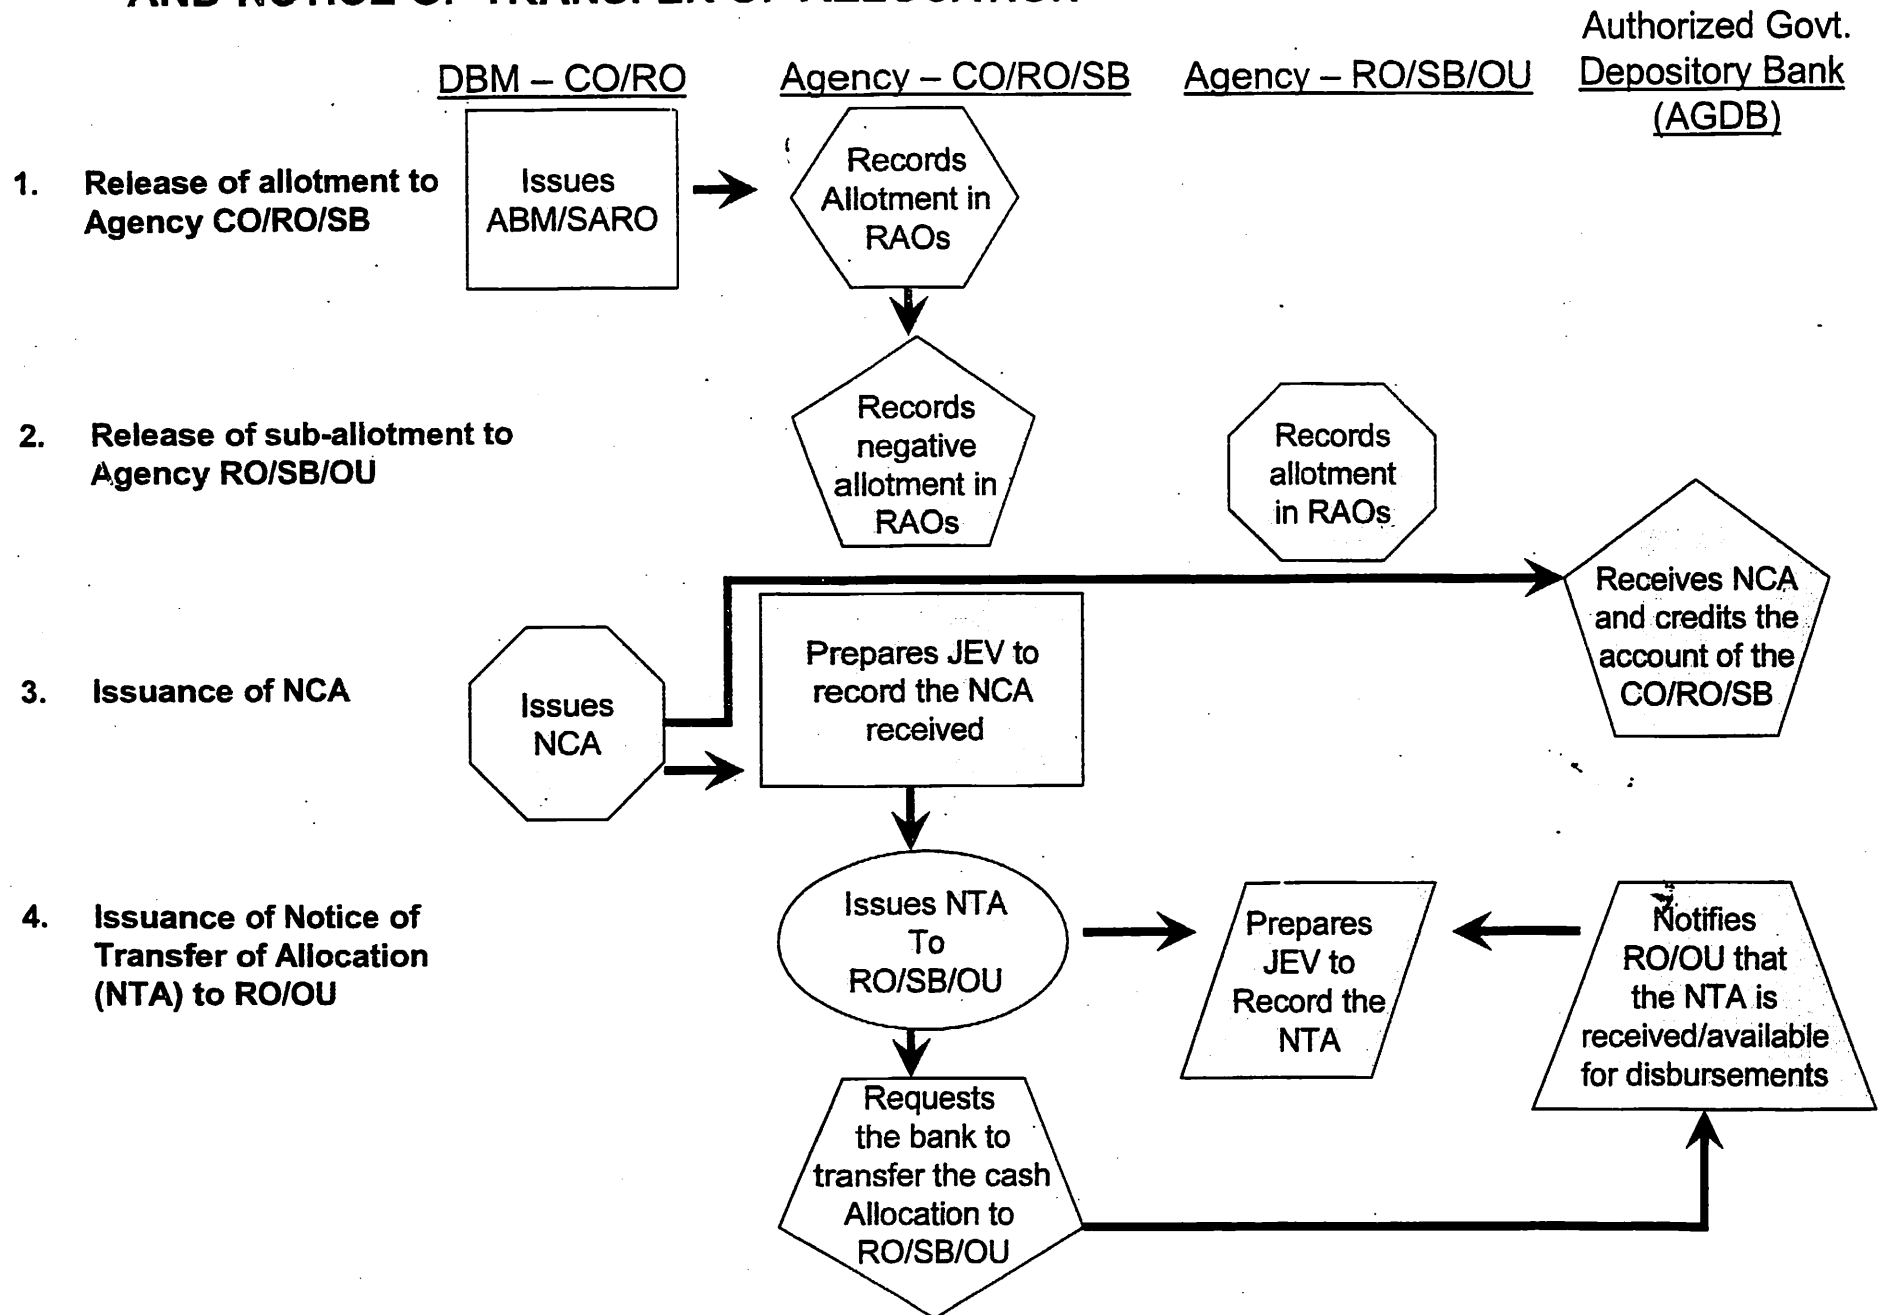 AND NOTICE OF TRANSFER OF ALLOCATION
DBM – CO/RO
Agency – CO/RO/SB
Agency – RO/SB/OU
Authorized Govt.
Depository Bank
(AGDB)
1. Release of allotment to
Agency CO/RO/SB
Issues
ABM/SARO
Records
Allotment in
RAOs
2. Release of sub-allotment to
Agency RO/SB/OU
Records
negative
allotment in
RAOs
Records
allotment
in RAOs
3. Issuance of NCA
Issues
NCA
Prepares JEV to
record the NCA
received
Receives NCA
and credits the
account of the
CO/RO/SB
4. Issuance of Notice of
Transfer of Allocation
(NTA) to RO/OU
Issues NTA
To
RO/SB/OU
Prepares
JEV to
Record the
NTA
Notifies
RO/OU that
the NTA is
received/available
for disbursements
Requests
the bank to
transfer the cash
Allocation to
RO/SB/OU